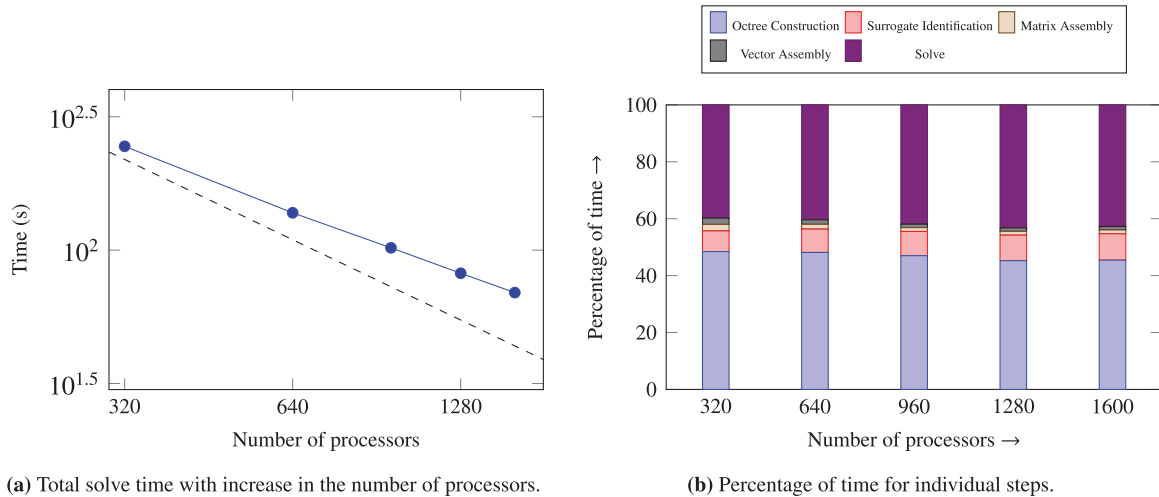 10^2.5
10^2
10^1.5
Time (s)
320 640 1280
Number of processors
(a) Total solve time with increase in the number of processors.
Octree Construction Surrogate Identification Matrix Assembly
Vector Assembly Solve
100
80
60
40
20
0
Percentage of time →
320 640 960 1280 1600
Number of processors →
(b) Percentage of time for individual steps.